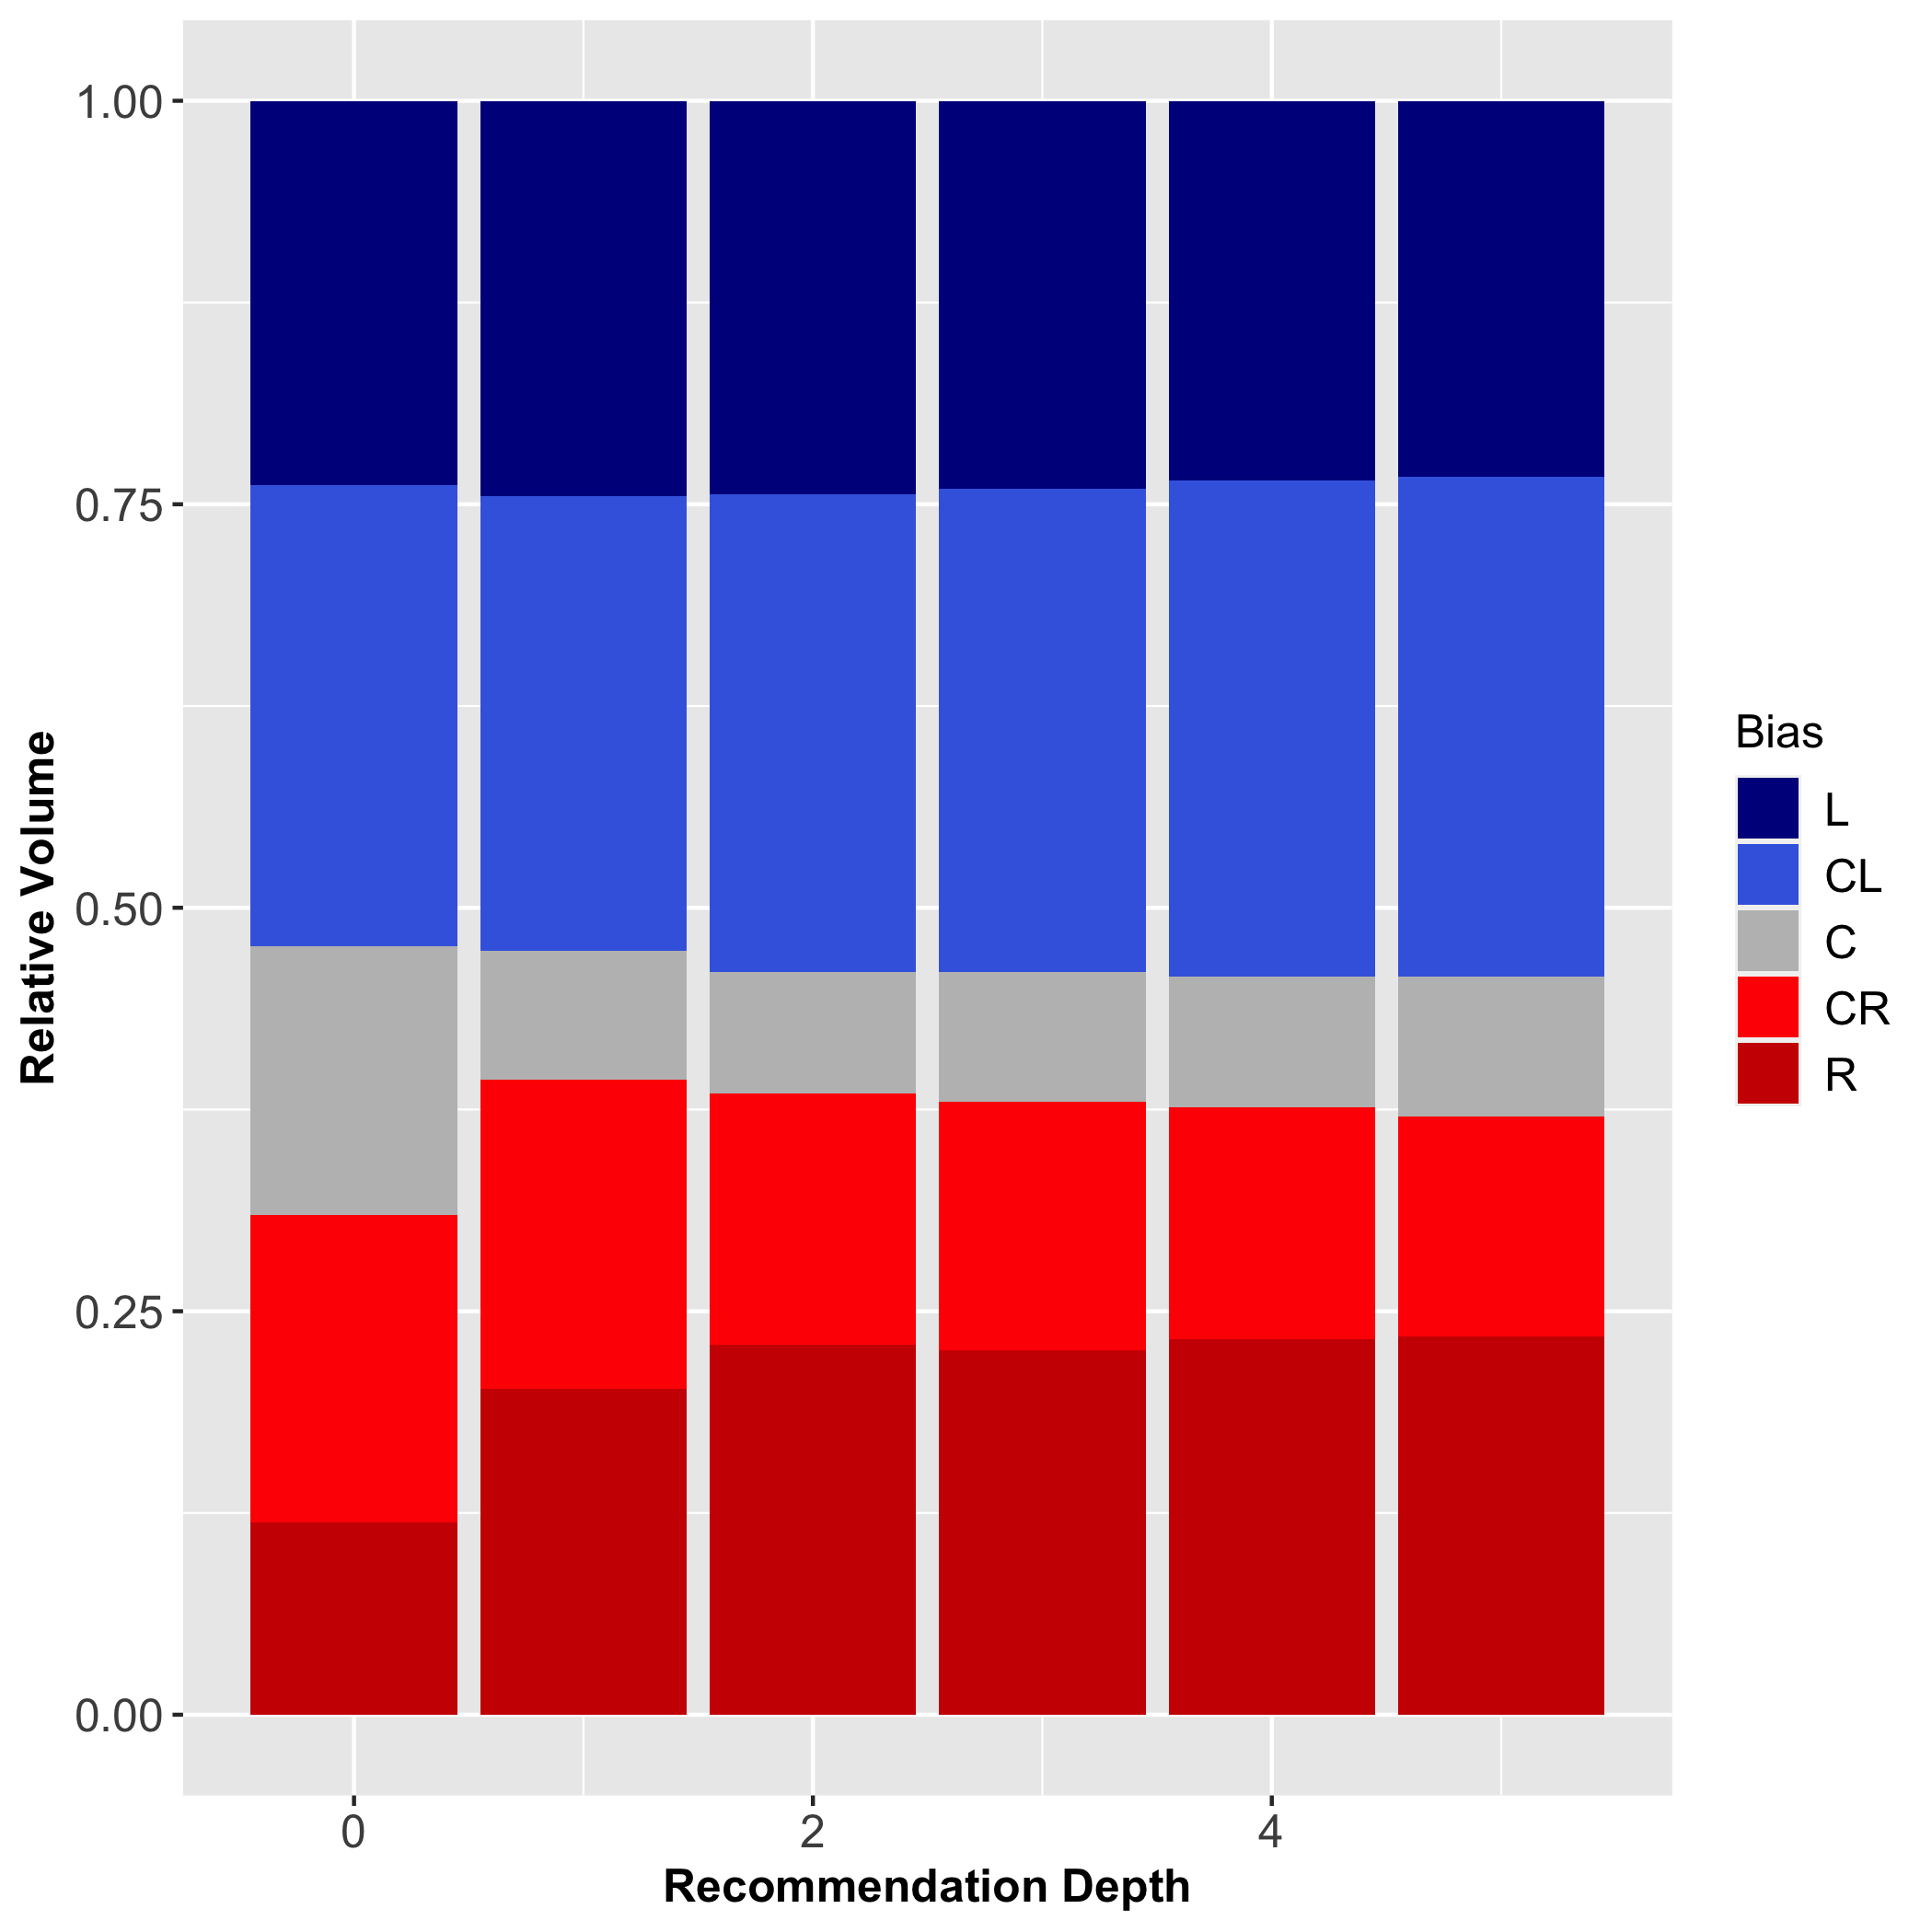 1.00
0.75
0.50
0.25
0.00
Relative Volume
0
2
4
Recommendation Depth
Bias
L
CL
C
CR
R